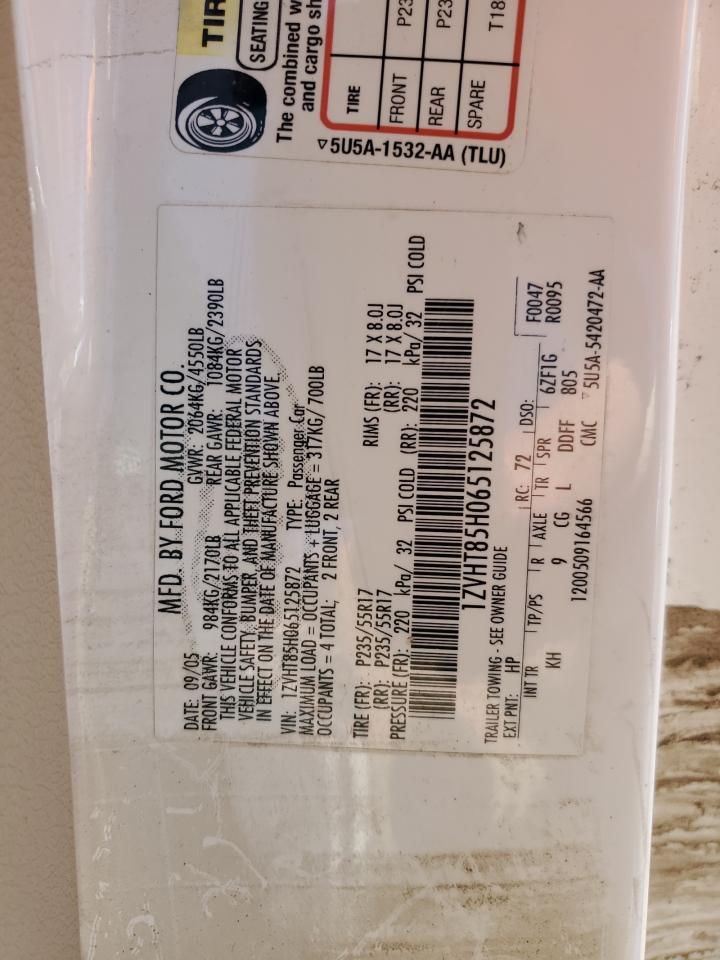 TIR
SEATING
The combined w
and cargo sh
TIRE
FRONT P23
REAR P23
SPARE T18
▽5U5A-1532-AA (TLU)
MFD. BY FORD MOTOR CO.
DATE: 09/05 GVWR: 2064KG/4550LB
FRONT GAWR: 984KG/2170LB REAR GAWR: 1084KG/2390LB
THIS VEHICLE CONFORMS TO ALL APPLICABLE FEDERAL MOTOR
VEHICLE SAFETY, BUMPER, AND THEFT PREVENTION STANDARDS
IN EFFECT ON THE DATE OF MANUFACTURE SHOWN ABOVE
VIN: 1ZVHT85H065125872 TYPE: Passenger Car
MAXIMUM LOAD = OCCUPANTS + LUGGAGE = 317KG/ 700LB
OCCUPANTS = 4 TOTAL; 2 FRONT, 2 REAR
TIRE (FR): P235/55R17 RIMS (FR): 17 X 8.0J
(RR): P235/55R17 (RR): 17 X 8.0J
PRESSURE (FR): 220 kPa/ 32 PSI COLD (RR): 220 kPa/ 32 PSI COLD
1ZVHT85H065125872
TRAILER TOWING - SEE OWNER GUIDE
EXT PNT: HP RC: 72 DSO: F0047
INT TR TP/PS R AXLE TR SPR 6ZF1G R0095
KH 9 CG L DDFF 805
1200509164566 CMC ▽5U5A-5420472-AA